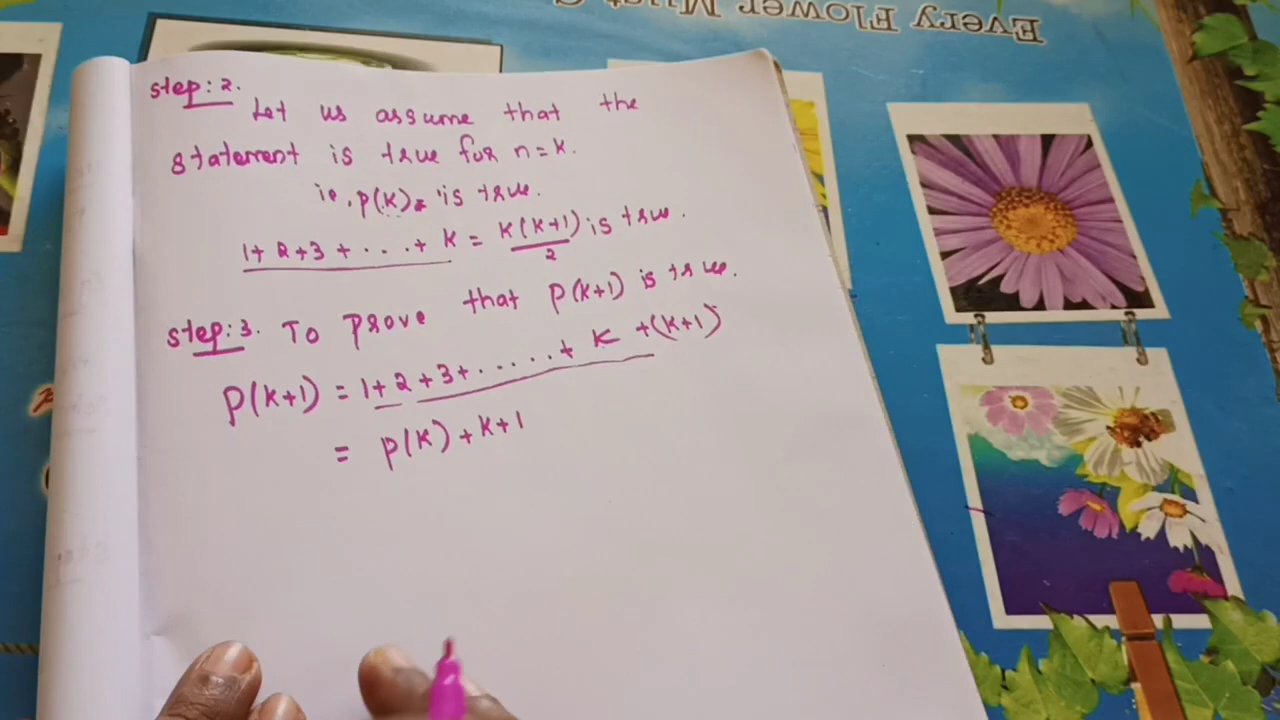 Every Flower Must G
step: 2.
Let us assume that the
statement is true for n=k.
ie, p(k) is true.
1+2+3+....+ k = k(k+1)/2 is true.
step: 3. To prove that p(k+1) is true.
p(k+1) = 1+2+3+.....+ k +(k+1)
= p(k)+k+1